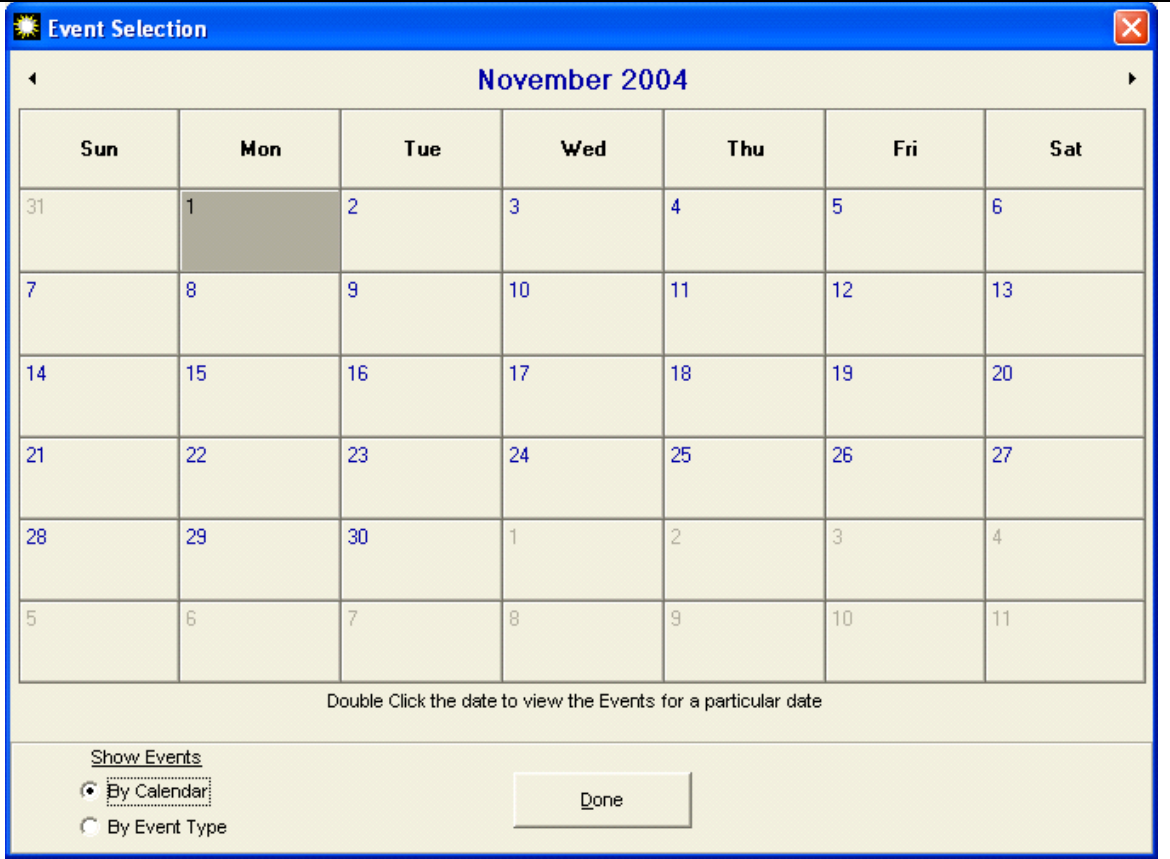 Event Selection
November 2004
Sun Mon Tue Wed Thu Fri Sat
31 1 2 3 4 5 6
7 8 9 10 11 12 13
14 15 16 17 18 19 20
21 22 23 24 25 26 27
28 29 30 1 2 3 4
5 6 7 8 9 10 11
Double Click the date to view the Events for a particular date
Show Events
By Calendar
Done
By Event Type